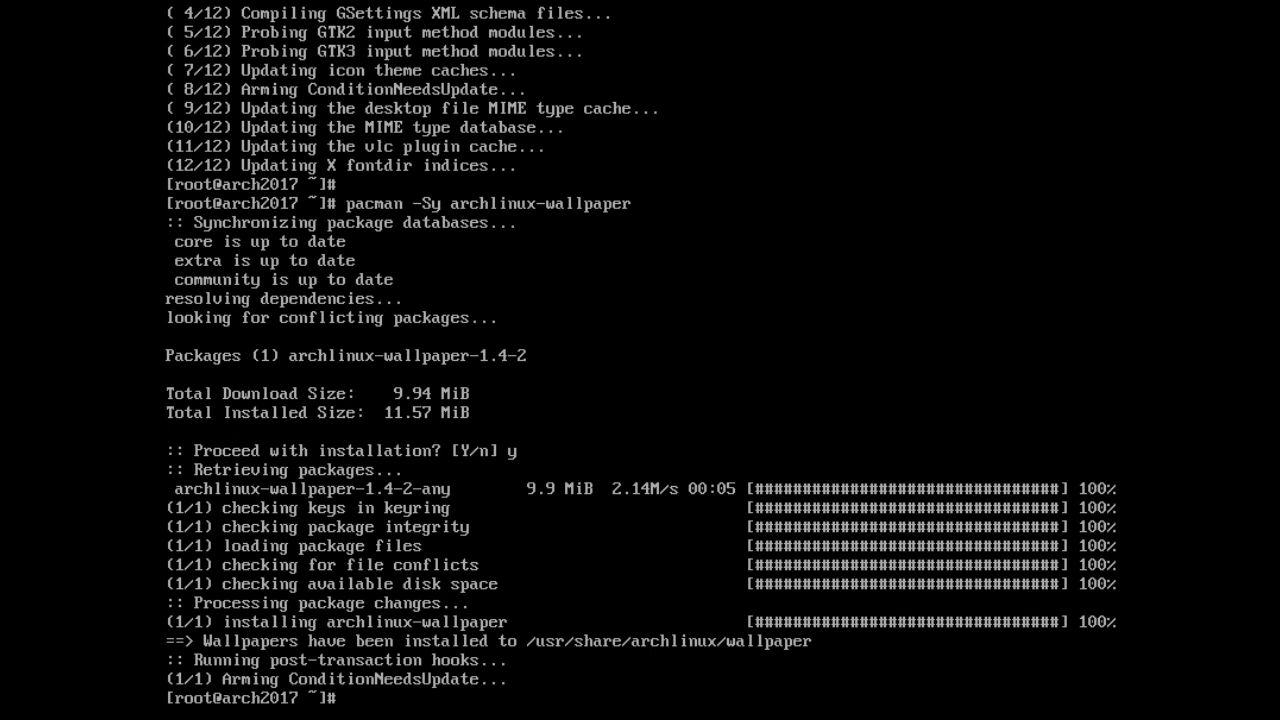 ( 4/12) Compiling GSettings XML schema files...
( 5/12) Probing GTK2 input method modules...
( 6/12) Probing GTK3 input method modules...
( 7/12) Updating icon theme caches...
( 8/12) Arming ConditionNeedsUpdate...
( 9/12) Updating the desktop file MIME type cache...
(10/12) Updating the MIME type database...
(11/12) Updating the vlc plugin cache...
(12/12) Updating X fontdir indices...
[root@arch2017 ~]#
[root@arch2017 ~]# pacman -Sy archlinux-wallpaper
:: Synchronizing package databases...
 core is up to date
 extra is up to date
 community is up to date
resolving dependencies...
looking for conflicting packages...

Packages (1) archlinux-wallpaper-1.4-2

Total Download Size:    9.94 MiB
Total Installed Size:  11.57 MiB

:: Proceed with installation? [Y/n] y
:: Retrieving packages...
 archlinux-wallpaper-1.4-2-any        9.9 MiB  2.14M/s 00:05 [################################] 100%
(1/1) checking keys in keyring                               [################################] 100%
(1/1) checking package integrity                             [################################] 100%
(1/1) loading package files                                  [################################] 100%
(1/1) checking for file conflicts                            [################################] 100%
(1/1) checking available disk space                          [################################] 100%
:: Processing package changes...
(1/1) installing archlinux-wallpaper                         [################################] 100%
==> Wallpapers have been installed to /usr/share/archlinux/wallpaper
:: Running post-transaction hooks...
(1/1) Arming ConditionNeedsUpdate...
[root@arch2017 ~]#